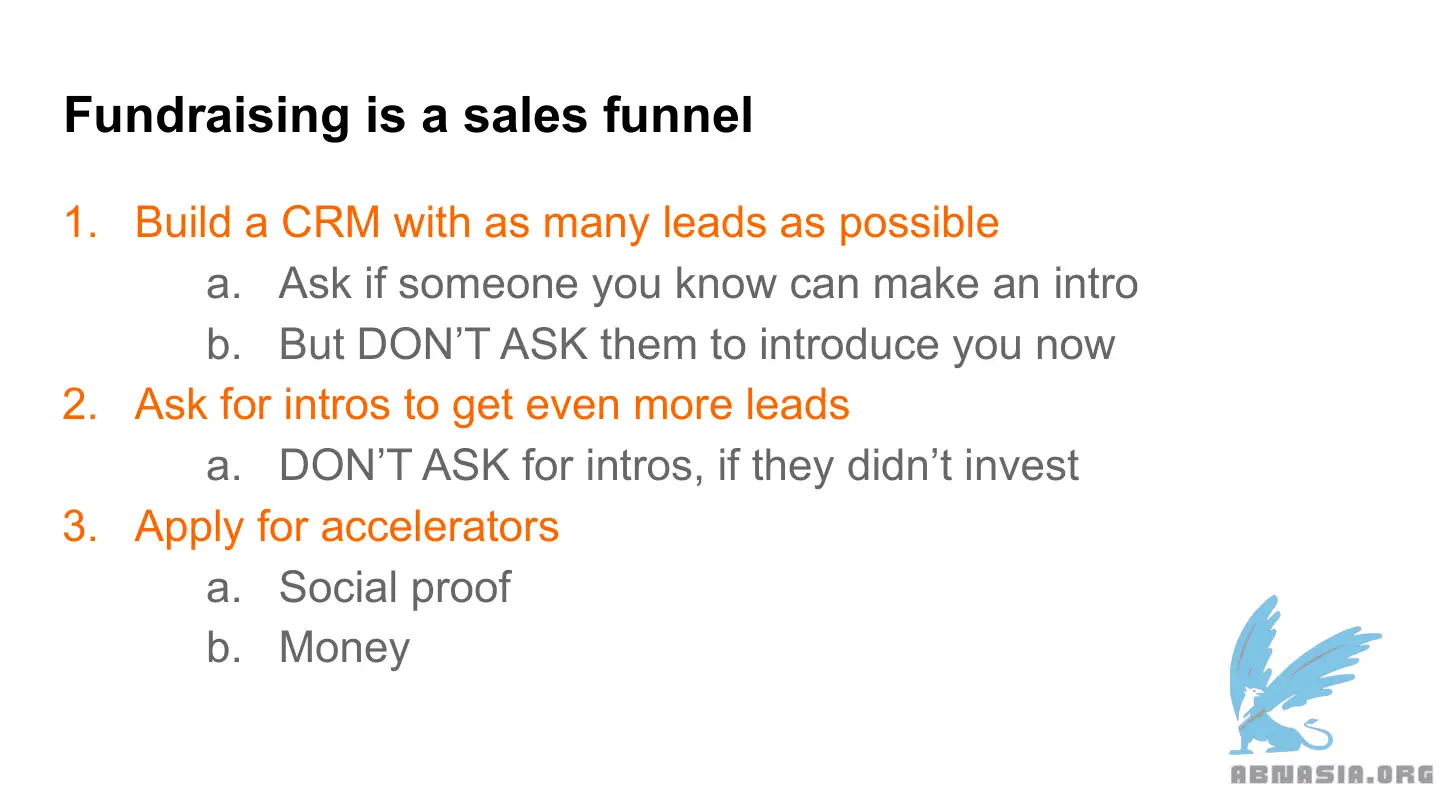 Fundraising is a sales funnel
1. Build a CRM with as many leads as possible
a. Ask if someone you know can make an intro
b. But DON’T ASK them to introduce you now
2. Ask for intros to get even more leads
a. DON’T ASK for intros, if they didn’t invest
3. Apply for accelerators
a. Social proof
b. Money
ABNASIA.ORG